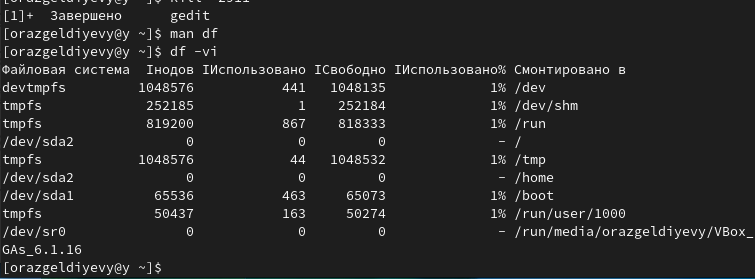 [1]+  Завершено      gedit
[orazgeldiyevy@y ~]$ man df
[orazgeldiyevy@y ~]$ df -vi
Файловая система  Iнодов IИспользовано IСвободно IИспользовано% Смонтировано в
devtmpfs         1048576           441   1048135             1% /dev
tmpfs             252185             1    252184             1% /dev/shm
tmpfs             819200           867    818333             1% /run
/dev/sda2              0             0         0              - /
tmpfs            1048576            44   1048532             1% /tmp
/dev/sda2              0             0         0              - /home
/dev/sda1          65536           463     65073             1% /boot
tmpfs              50437           163     50274             1% /run/user/1000
/dev/sr0               0             0         0              - /run/media/orazgeldiyevy/VBox_
GAs_6.1.16
[orazgeldiyevy@y ~]$